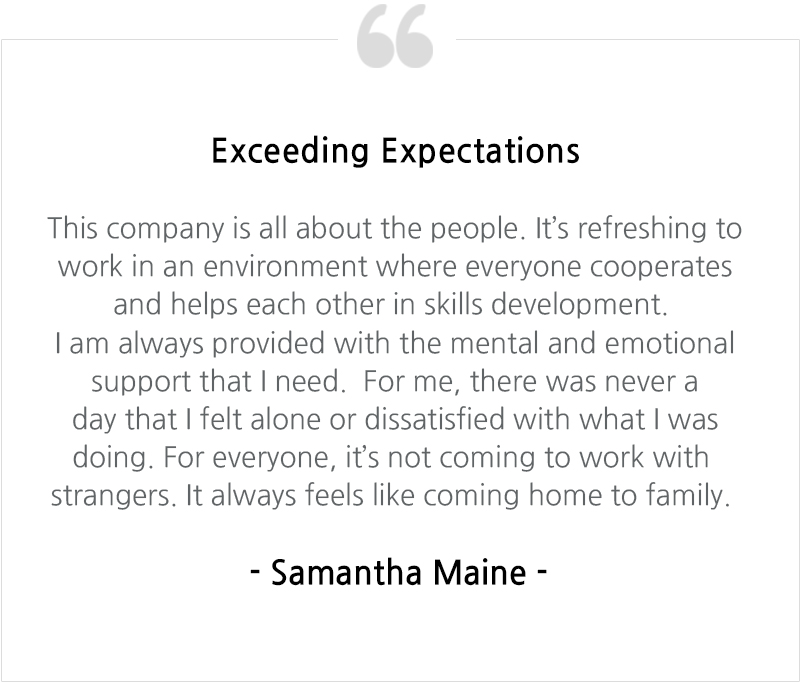 “
Exceeding Expectations
This company is all about the people. It’s refreshing to
work in an environment where everyone cooperates
and helps each other in skills development.
I am always provided with the mental and emotional
support that I need.  For me, there was never a
day that I felt alone or dissatisfied with what I was
doing. For everyone, it’s not coming to work with
strangers. It always feels like coming home to family.
- Samantha Maine -